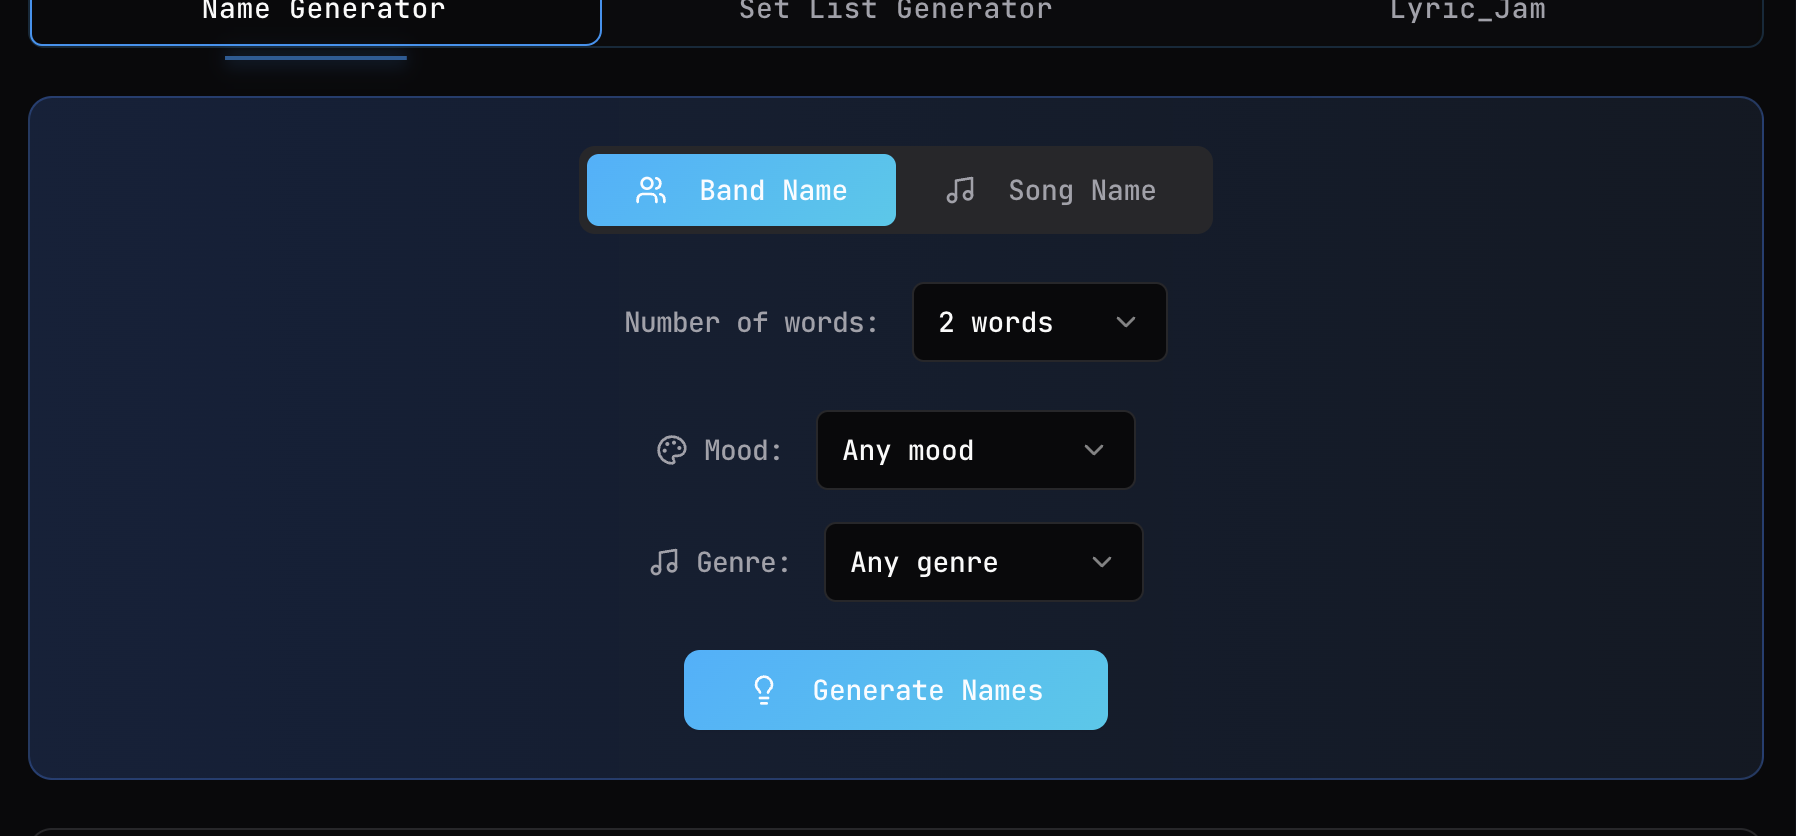 Name Generator
Set List Generator
Lyric_Jam
Band Name
Song Name
Number of words:
2 words
Mood:
Any mood
Genre:
Any genre
Generate Names